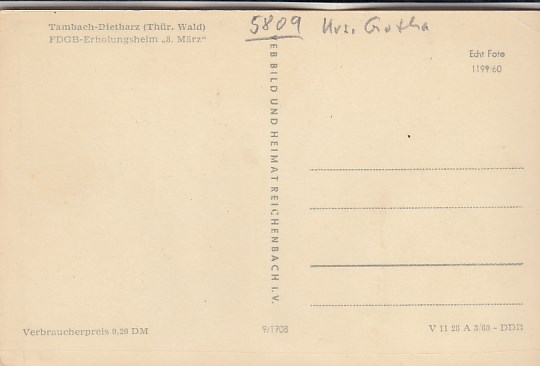 Tambach-Dietharz (Thür. Wald)
FDGB-Erholungsheim „8. März"
5809 Krs. Gotha
Echt Foto
1199/60
VEB BILD UND HEIMAT REICHENBACH I. V.
Verbraucherpreis 0,20 DM
9/1708
V 11 28 A 3/60 - DDR